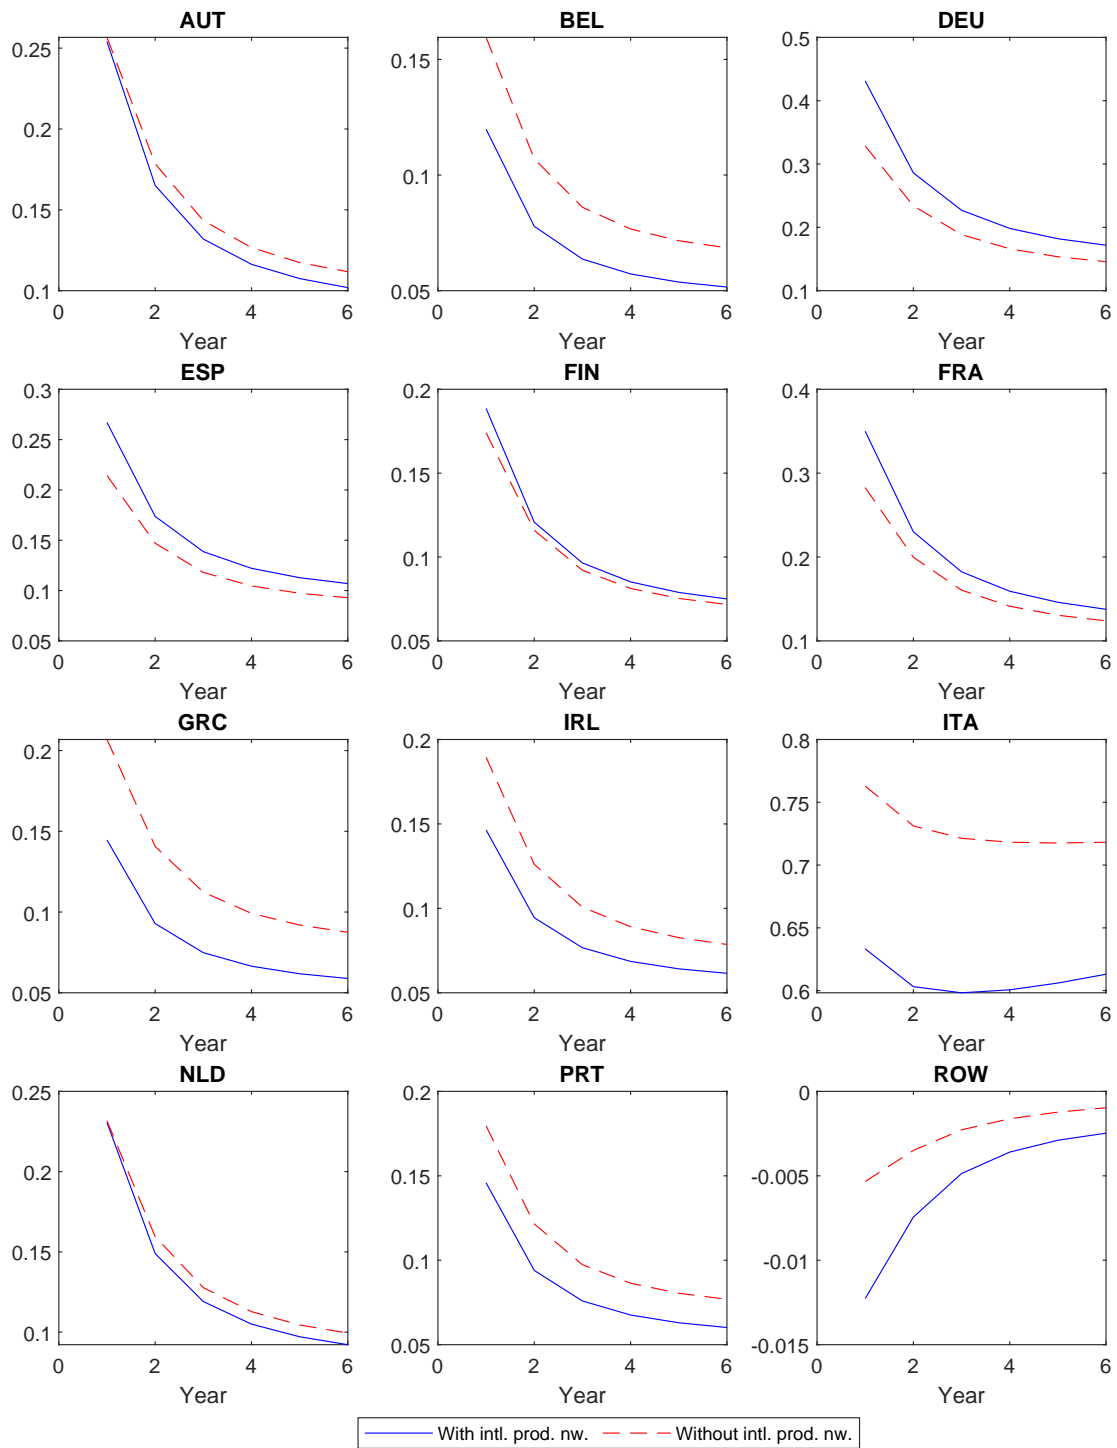 AUT
0.25
0.2
0.15
0.1
0 2 4 6
Year
BEL
0.15
0.1
0.05
0 2 4 6
Year
DEU
0.5
0.4
0.3
0.2
0.1
0 2 4 6
Year
ESP
0.3
0.25
0.2
0.15
0.1
0.05
0 2 4 6
Year
FIN
0.2
0.15
0.1
0.05
0 2 4 6
Year
FRA
0.4
0.3
0.2
0.1
0 2 4 6
Year
GRC
0.2
0.15
0.1
0.05
0 2 4 6
Year
IRL
0.2
0.15
0.1
0.05
0 2 4 6
Year
ITA
0.8
0.75
0.7
0.65
0.6
0 2 4 6
Year
NLD
0.25
0.2
0.15
0.1
0 2 4 6
Year
PRT
0.2
0.15
0.1
0.05
0 2 4 6
Year
ROW
0
-0.005
-0.01
-0.015
0 2 4 6
Year
With intl. prod. nw. Without intl. prod. nw.